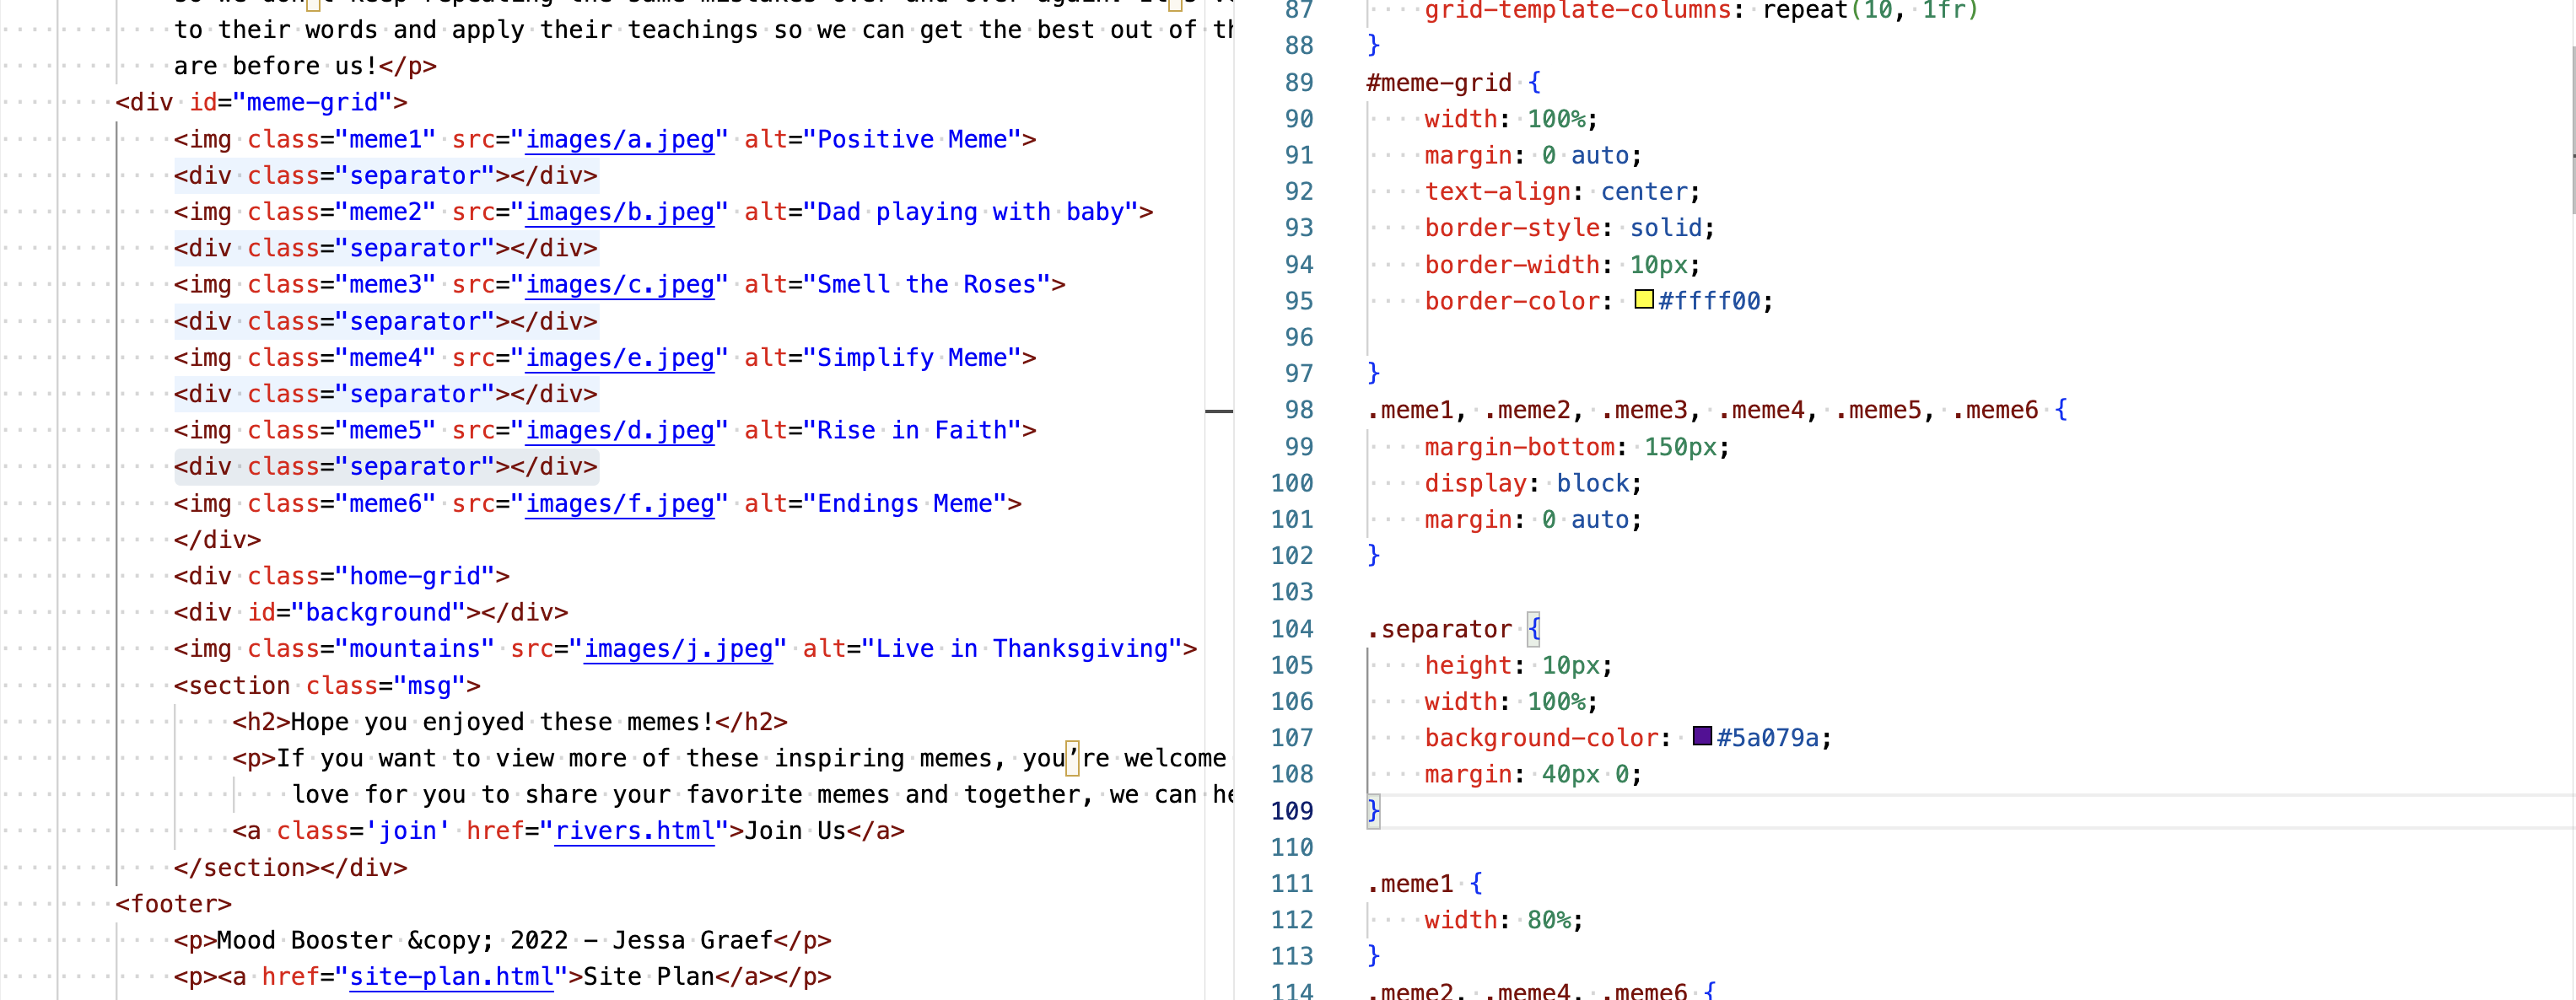 to their words and apply their teachings so we can get the best out of
are before us!</p>
<div id="meme-grid">
<img class="meme1" src="images/a.jpeg" alt="Positive Meme">
<div class="separator"></div>
<img class="meme2" src="images/b.jpeg" alt="Dad playing with baby">
<div class="separator"></div>
<img class="meme3" src="images/c.jpeg" alt="Smell the Roses">
<div class="separator"></div>
<img class="meme4" src="images/e.jpeg" alt="Simplify Meme">
<div class="separator"></div>
<img class="meme5" src="images/d.jpeg" alt="Rise in Faith">
<div class="separator"></div>
<img class="meme6" src="images/f.jpeg" alt="Endings Meme">
</div>
<div class="home-grid">
<div id="background"></div>
<img class="mountains" src="images/j.jpeg" alt="Live in Thanksgiving">
<section class="msg">
<h2>Hope you enjoyed these memes!</h2>
<p>If you want to view more of these inspiring memes, you’re welcome
love for you to share your favorite memes and together, we can
<a class='join' href="rivers.html">Join Us</a>
</section></div>
<footer>
<p>Mood Booster &copy; 2022 - Jessa Graef</p>
<p><a href="site-plan.html">Site Plan</a></p>
87 grid-template-columns: repeat(10, 1fr)
88 }
89 #meme-grid {
90 width: 100%;
91 margin: 0 auto;
92 text-align: center;
93 border-style: solid;
94 border-width: 10px;
95 border-color: #ffff00;
96
97 }
98 .meme1, .meme2, .meme3, .meme4, .meme5, .meme6 {
99 margin-bottom: 150px;
100 display: block;
101 margin: 0 auto;
102 }
103
104 .separator {
105 height: 10px;
106 width: 100%;
107 background-color: #5a079a;
108 margin: 40px 0;
109 }
110
111 .meme1 {
112 width: 80%;
113 }
114 .meme2, .meme4, .meme6 {